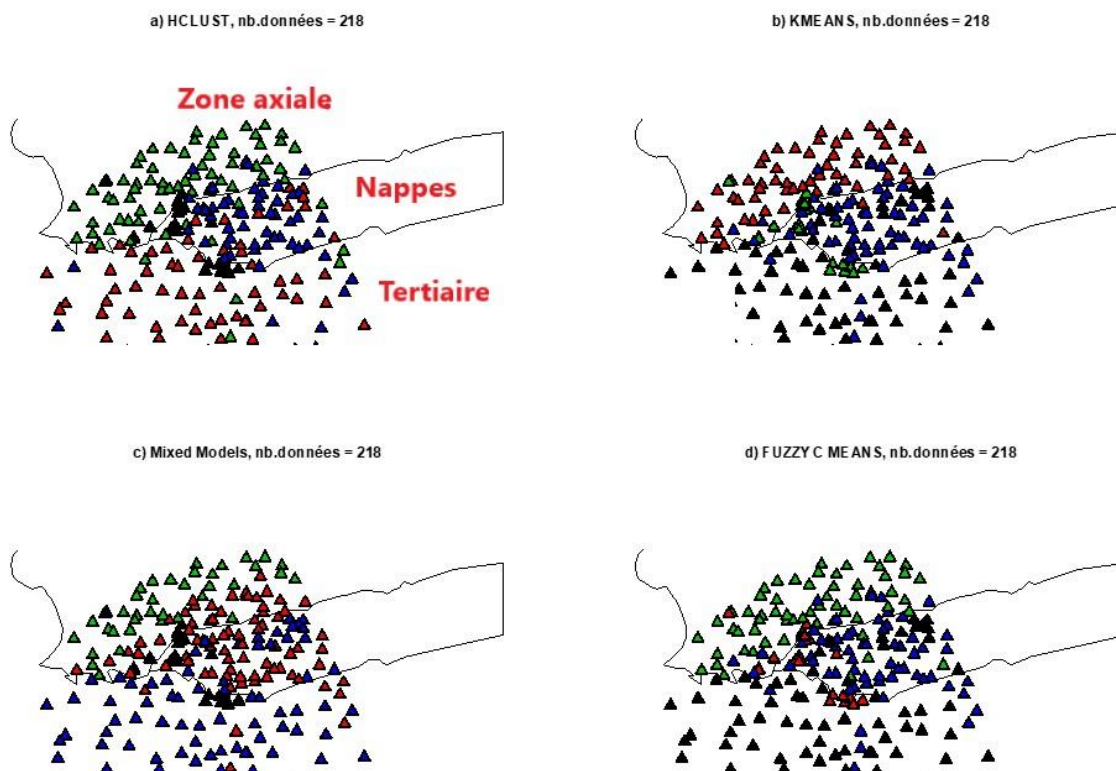 a) HCLUST, nb.données = 218
b) KMEANS, nb.données = 218
Zone axiale
Nappes
Tertiaire
c) Mixed Models, nb.données = 218
d) FUZZY C MEANS, nb.données = 218